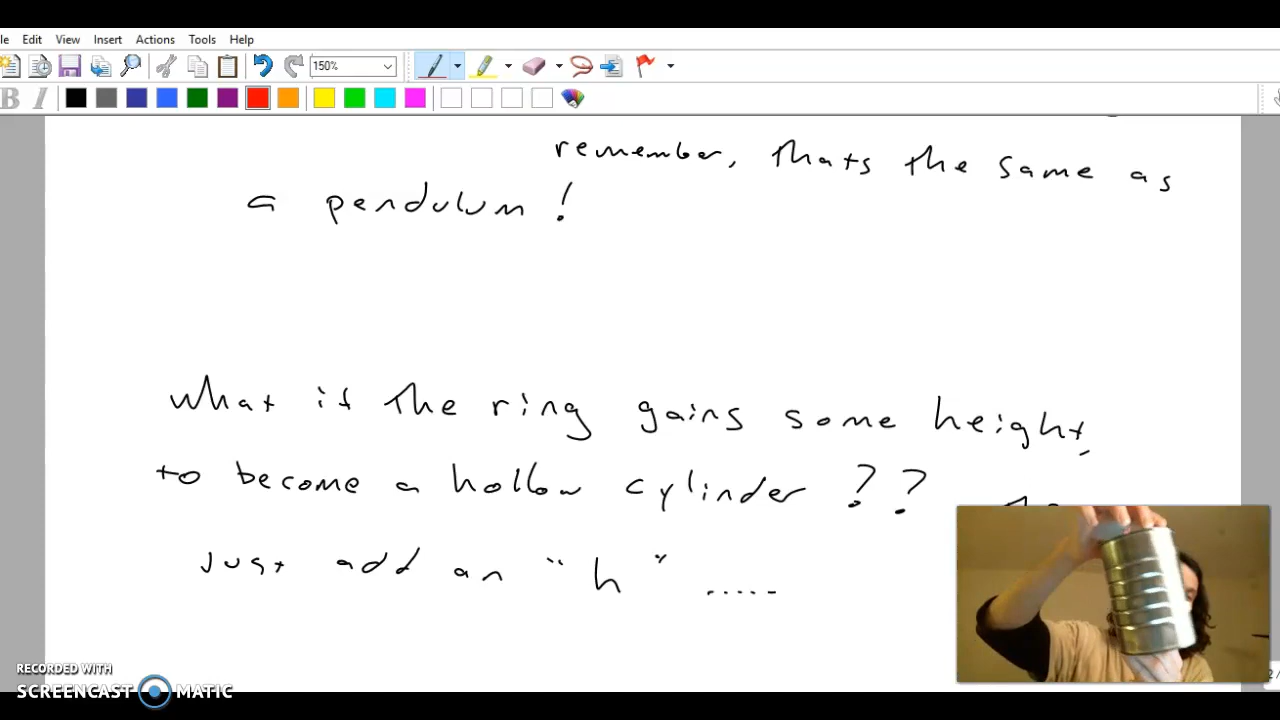 le Edit View Insert Actions Tools Help
150%
B I
remember, thats the same as
a pendulum!
what if the ring gains some height,
to become a hollow cylinder??
just add an "h" .....
RECORDED WITH
SCREENCAST MATIC